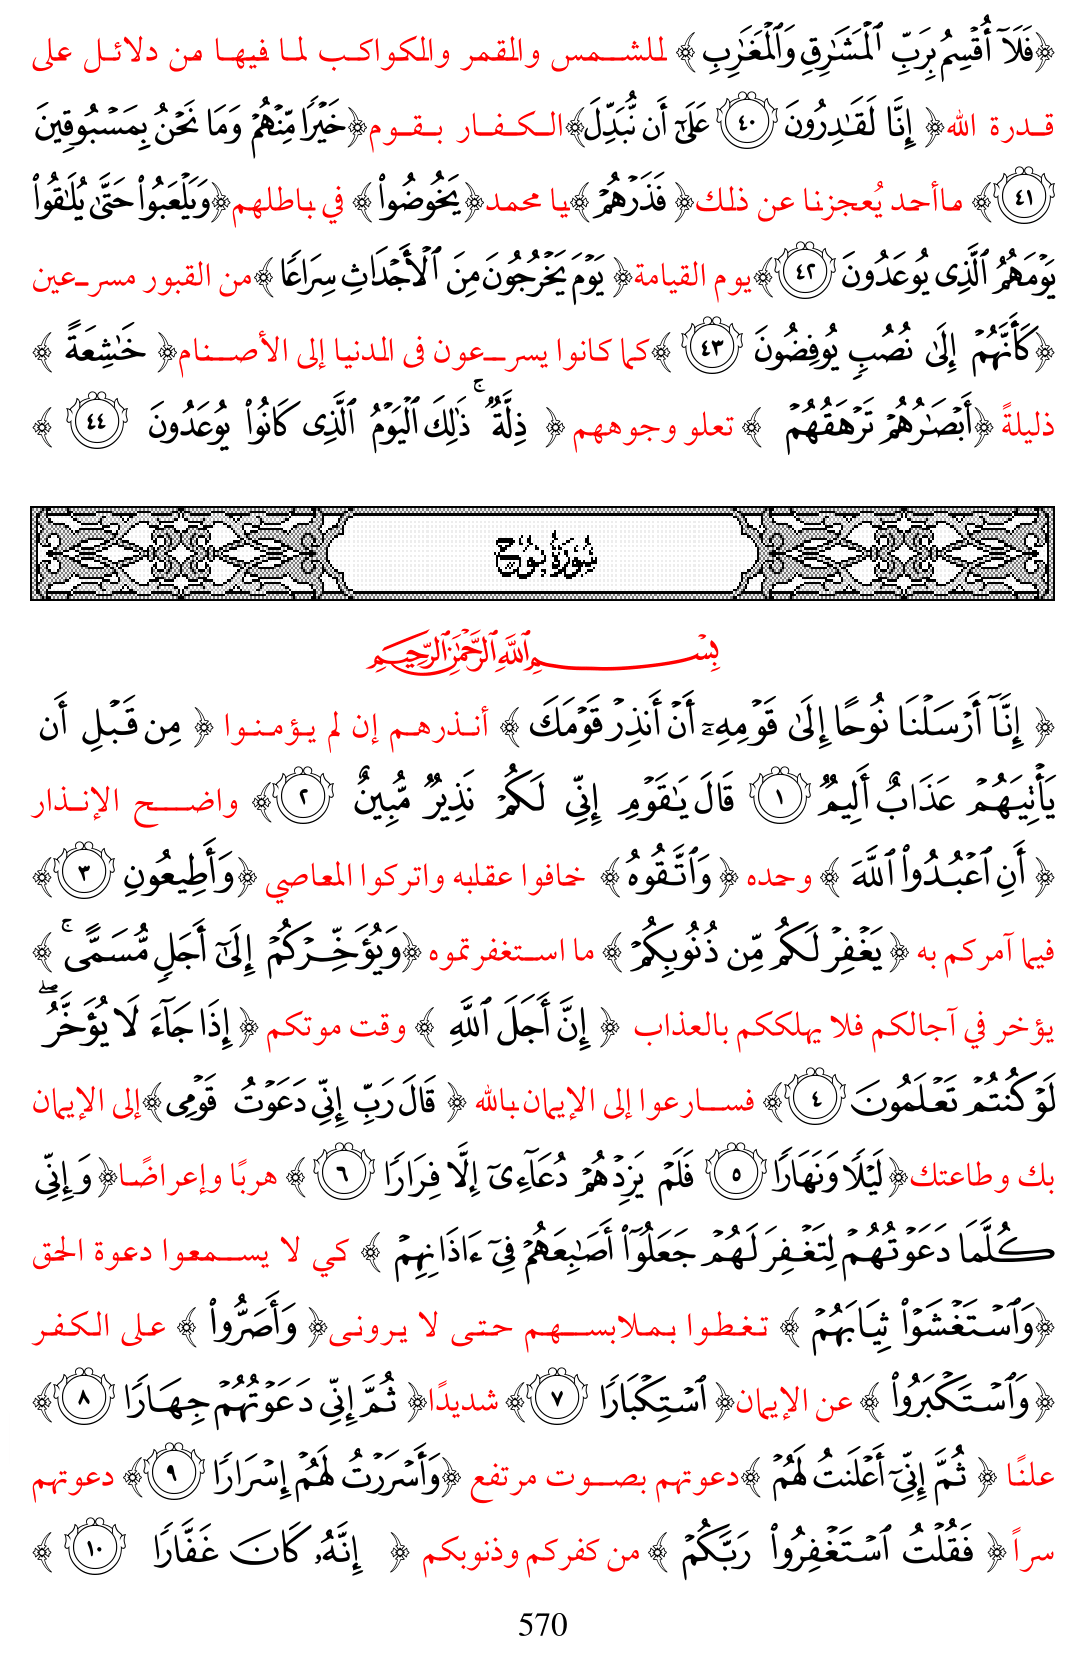 ﴿فَلَآ أُقۡسِمُ بِرَبِّ ٱلۡمَشَٰرِقِ وَٱلۡمَغَٰرِبِ ﴾ للشمس والقمر والكواكب لما فيها من دلائل على
قدرة الله﴿ إِنَّا لَقَٰدِرُونَ ٤٠ عَلَىٰٓ أَن نُّبَدِّلَ﴾الكفار بقوم﴿خَيۡرٗا مِّنۡهُمۡ وَمَا نَحۡنُ بِمَسۡبُوقِينَ
٤١﴾ ماأحد يُعجزنا عن ذلك﴿ فَذَرۡهُمۡ ﴾يا محمد﴿يَخُوضُواْ ﴾ في باطلهم﴿وَيَلۡعَبُواْ حَتَّىٰ يُلَٰقُواْ
يَوۡمَهُمُ ٱلَّذِي يُوعَدُونَ ٤٢﴾يوم القيامة﴿ يَوۡمَ يَخۡرُجُونَ مِنَ ٱلۡأَجۡدَاثِ سِرَاعٗا ﴾من القبور مسرعين
﴿كَأَنَّهُمۡ إِلَىٰ نُصُبٖ يُوفِضُونَ ٤٣ ﴾كما كانوا يسرعون في الدنيا إلى الأصنام﴿ خَٰشِعَةً ﴾
ذليلةً ﴿أَبۡصَٰرُهُمۡ تَرۡهَقُهُمۡ ﴾ تعلو وجوههم ﴿ ذِلَّةٞۚ ذَٰلِكَ ٱلۡيَوۡمُ ٱلَّذِي كَانُواْ يُوعَدُونَ ٤٤ ﴾
سُورَةُ نُوحٍ
بِسۡمِ ٱللَّهِ ٱلرَّحۡمَٰنِ ٱلرَّحِيمِ
﴿ إِنَّآ أَرۡسَلۡنَا نُوحًا إِلَىٰ قَوۡمِهِۦٓ أَنۡ أَنذِرۡ قَوۡمَكَ ﴾ أنذرهم إن لم يؤمنوا ﴿ مِن قَبۡلِ أَن
يَأۡتِيَهُمۡ عَذَابٌ أَلِيمٞ ١ قَالَ يَٰقَوۡمِ إِنِّي لَكُمۡ نَذِيرٞ مُّبِينٌ ٢﴾ واضح الإنذار
﴿ أَنِ ٱعۡبُدُواْ ٱللَّهَ ﴾ وحده ﴿وَٱتَّقُوهُ ﴾ خافوا عقابه واتركوا المعاصي ﴿وَأَطِيعُونِ ٣﴾
فيما آمركم به ﴿يَغۡفِرۡ لَكُم مِّن ذُنُوبِكُمۡ ﴾ ما استغفرتموه ﴿وَيُؤَخِّرۡكُمۡ إِلَىٰٓ أَجَلٖ مُّسَمًّىۚ ﴾
يؤخر في آجالكم فلا يهلككم بالعذاب ﴿ إِنَّ أَجَلَ ٱللَّهِ ﴾ وقت موتكم ﴿ إِذَا جَآءَ لَا يُؤَخَّرُۖ
لَوۡ كُنتُمۡ تَعۡلَمُونَ ٤﴾ فسارعوا إلى الإيمان بالله ﴿ قَالَ رَبِّ إِنِّي دَعَوۡتُ قَوۡمِي﴾إلى الإيمان
بك وطاعتك﴿لَيۡلٗا وَنَهَارٗا ٥ فَلَمۡ يَزِدۡهُمۡ دُعَآءِيٓ إِلَّا فِرَارٗا ٦ ﴾ هربًا وإعراضًا﴿وَإِنِّي
كُلَّمَا دَعَوۡتُهُمۡ لِتَغۡفِرَ لَهُمۡ جَعَلُوٓاْ أَصَٰبِعَهُمۡ فِيٓ ءَاذَانِهِمۡ ﴾ كي لا يسمعوا دعوة الحق
﴿وَٱسۡتَغۡشَوۡاْ ثِيَابَهُمۡ ﴾ تغطوا بملابسهم حتى لا يروني﴿ وَأَصَرُّواْ ﴾ على الكفر
﴿وَٱسۡتَكۡبَرُواْ ﴾ عن الإيمان﴿ ٱسۡتِكۡبَارٗا ٧﴾ شديدًا﴿ ثُمَّ إِنِّي دَعَوۡتُهُمۡ جِهَارٗا ٨﴾
علنًا ﴿ ثُمَّ إِنِّيٓ أَعۡلَنتُ لَهُمۡ ﴾دعوتهم بصوت مرتفع ﴿وَأَسۡرَرۡتُ لَهُمۡ إِسۡرَارٗا ٩﴾ دعوتهم
سراً﴿ فَقُلۡتُ ٱسۡتَغۡفِرُواْ رَبَّكُمۡ ﴾ من كفركم وذنوبكم ﴿ إِنَّهُۥ كَانَ غَفَّارٗا ١٠ ﴾
570